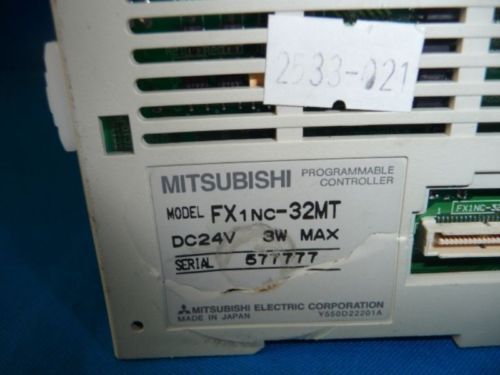 2533-021
MITSUBISHI PROGRAMMABLE CONTROLLER
MODEL FX1NC-32MT
DC24V 3W MAX
SERIAL 577777
MITSUBISHI ELECTRIC CORPORATION
MADE IN JAPAN Y550D22201A
FX1NC-32